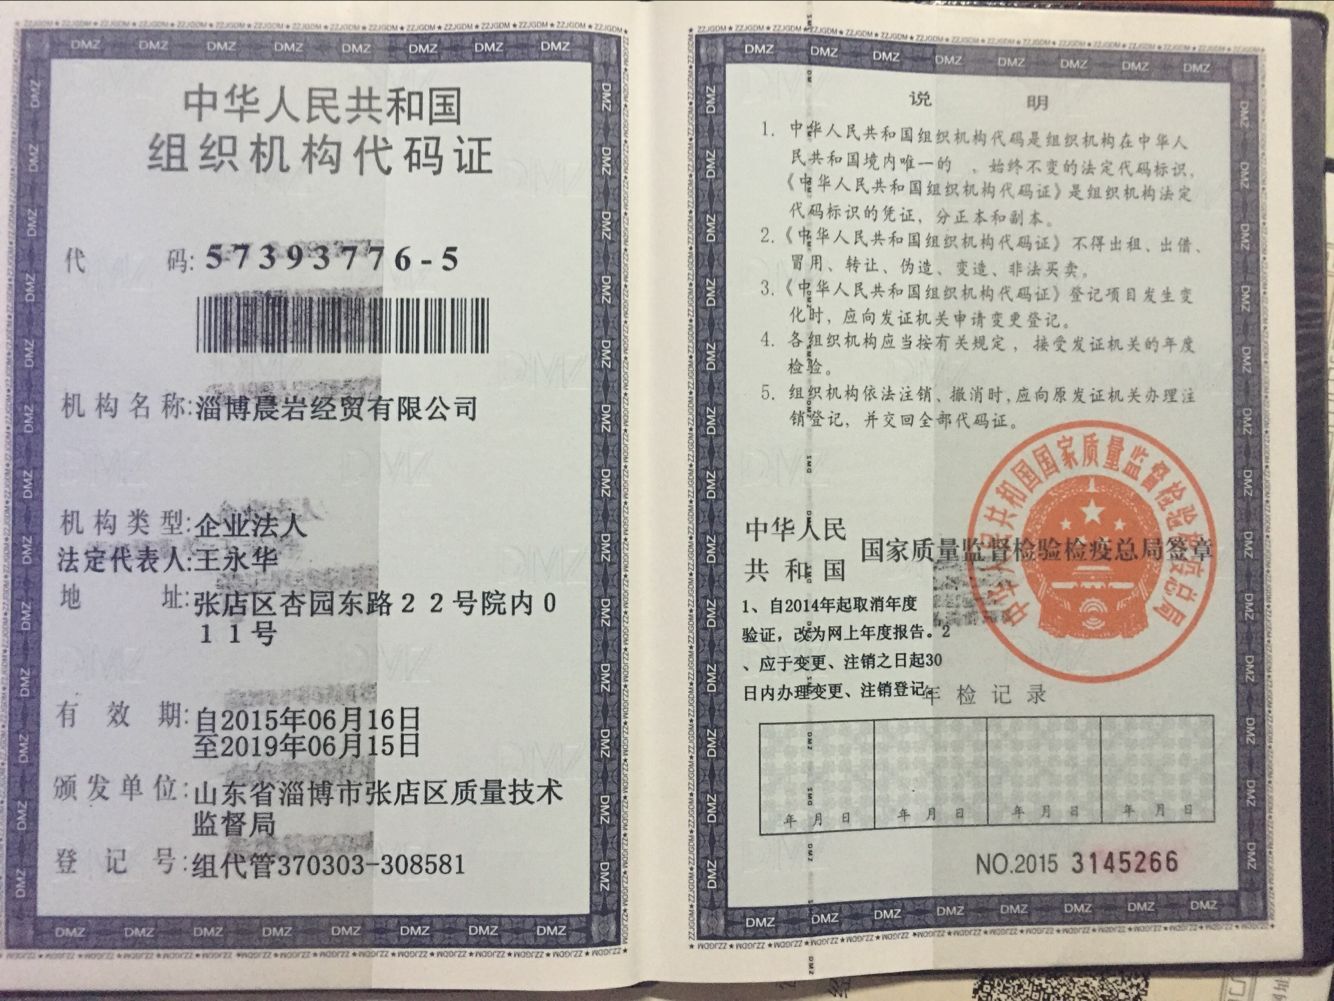 中华人民共和国
组织机构代码证
代 码:57393776-5
机构名称:淄博晨岩经贸有限公司
机构类型:企业法人
法定代表人:王永华
地 址:张店区杏园东路22号院内0
11号
有 效 期:自2015年06月16日
至2019年06月15日
颁发单位:山东省淄博市张店区质量技术
监督局
登 记 号:组代管370303-308581
说 明
1. 中华人民共和国组织机构代码是组织机构在中华人
民共和国境内唯一的 、始终不变的法定代码标识,
《中华人民共和国组织机构代码证》是组织机构法定
代码标识的凭证, 分正本和副本。
2.《中华人民共和国组织机构代码证》不得出租、出借、
冒用、转让、伪造、变造、非法买卖。
3.《中华人民共和国组织机构代码证》登记项目发生变
化时, 应向发证机关申请变更登记。
4. 各组织机构应当按有关规定, 接受发证机关的年度
检验。
5. 组织机构依法注销、撤消时,应向原发证机关办理注
销登记, 并交回全部代码证。
中华人民
共和国 国家质量监督检验检疫总局签章
中华人民共和国国家质量监督检验检疫总局
1、自2014年起取消年度
验证,改为网上年度报告。2
、应于变更、注销之日起30
日内办理变更、注销登记。
年检记录
年 月 日 年 月 日 年 月 日 年 月 日
NO.2015 3145266